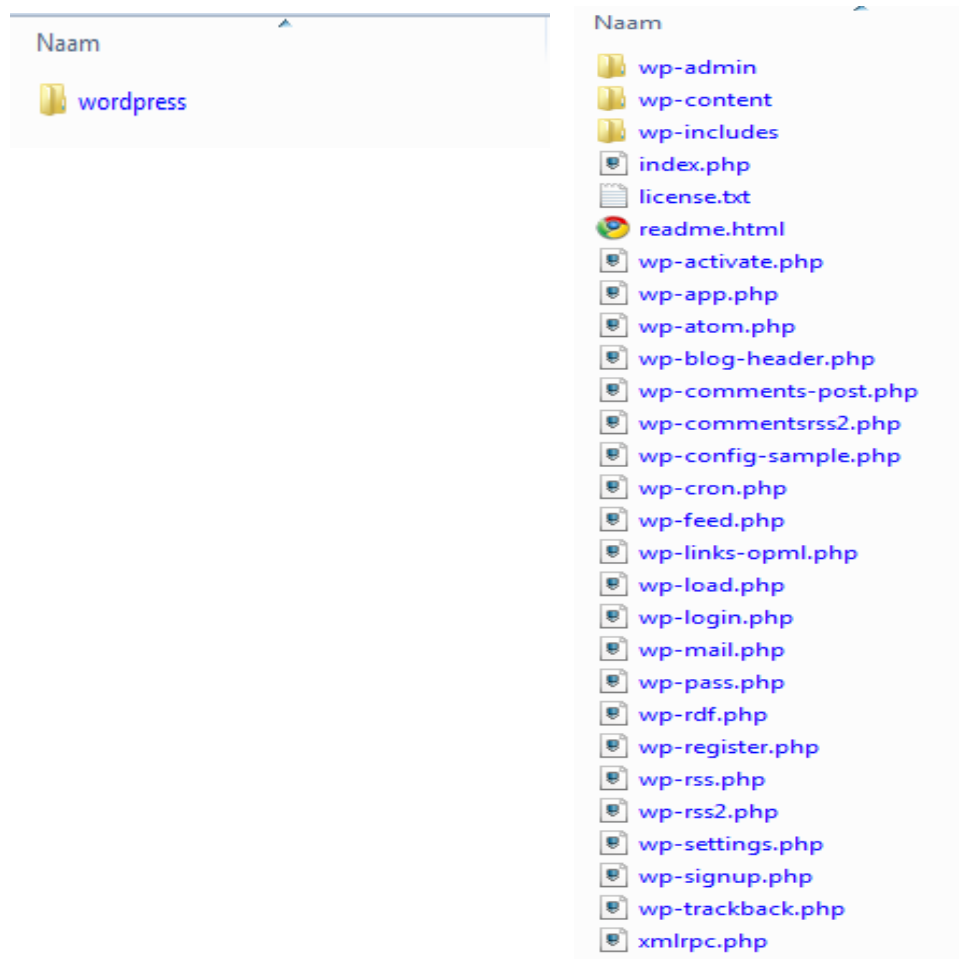 Naam
wordpress
Naam
wp-admin
wp-content
wp-includes
index.php
license.txt
readme.html
wp-activate.php
wp-app.php
wp-atom.php
wp-blog-header.php
wp-comments-post.php
wp-commentsrss2.php
wp-config-sample.php
wp-cron.php
wp-feed.php
wp-links-opml.php
wp-load.php
wp-login.php
wp-mail.php
wp-pass.php
wp-rdf.php
wp-register.php
wp-rss.php
wp-rss2.php
wp-settings.php
wp-signup.php
wp-trackback.php
xmlrpc.php